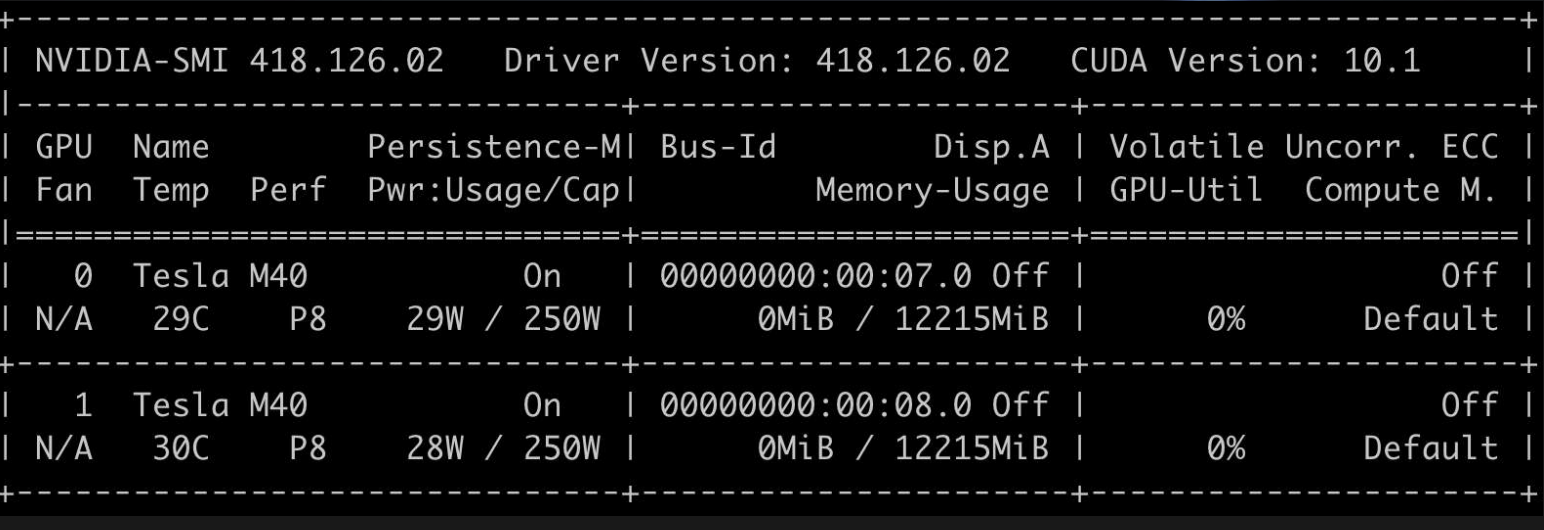 +-----------------------------------------------------------------------------+
| NVIDIA-SMI 418.126.02   Driver Version: 418.126.02   CUDA Version: 10.1     |
|-------------------------------+----------------------+----------------------+
| GPU  Name        Persistence-M| Bus-Id        Disp.A | Volatile Uncorr. ECC |
| Fan  Temp  Perf  Pwr:Usage/Cap|         Memory-Usage | GPU-Util  Compute M. |
|===============================+======================+======================|
|   0  Tesla M40           On   | 00000000:00:07.0 Off |                  Off |
| N/A   29C    P8    29W / 250W |      0MiB / 12215MiB |      0%      Default |
+-------------------------------+----------------------+----------------------+
|   1  Tesla M40           On   | 00000000:00:08.0 Off |                  Off |
| N/A   30C    P8    28W / 250W |      0MiB / 12215MiB |      0%      Default |
+-------------------------------+----------------------+----------------------+